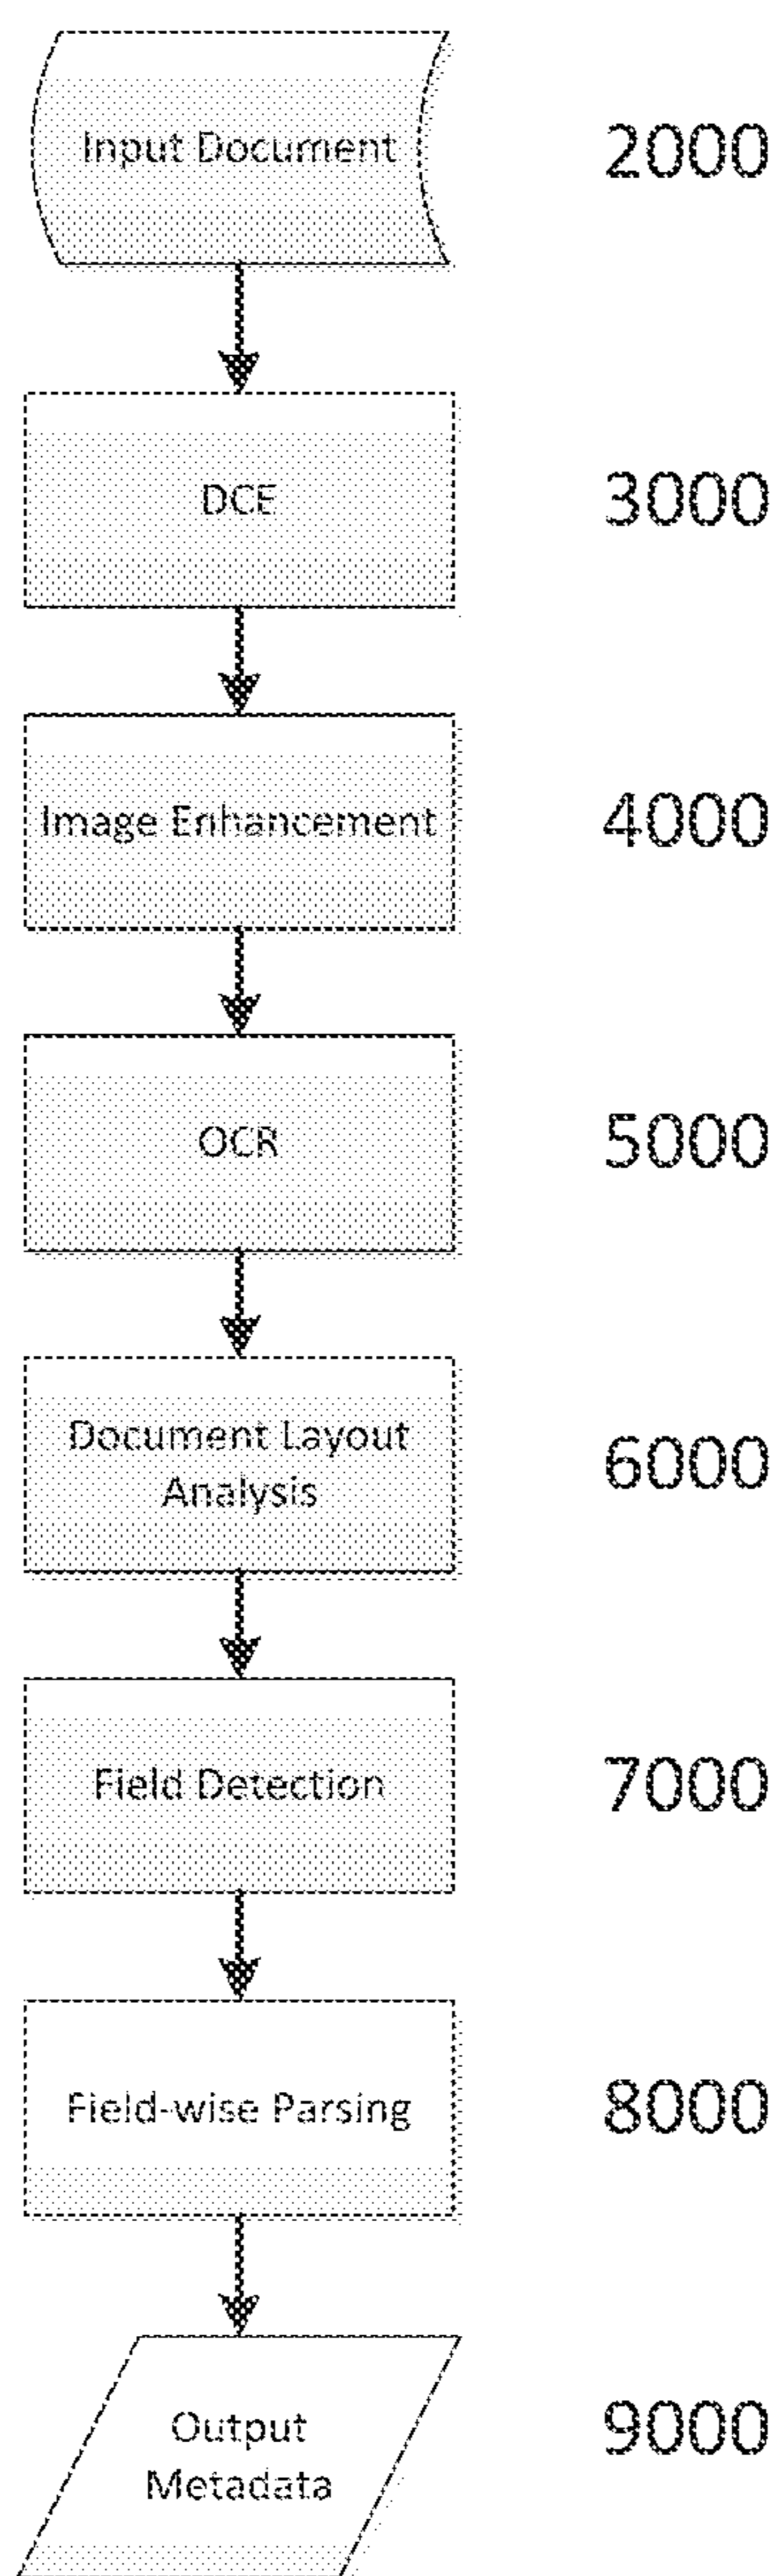 Input Document
2000
DCE
3000
Image Enhancement
4000
OCR
5000
Document Layout
Analysis
6000
Field Detection
7000
Field-wise Parsing
8000
Output
Metadata
9000